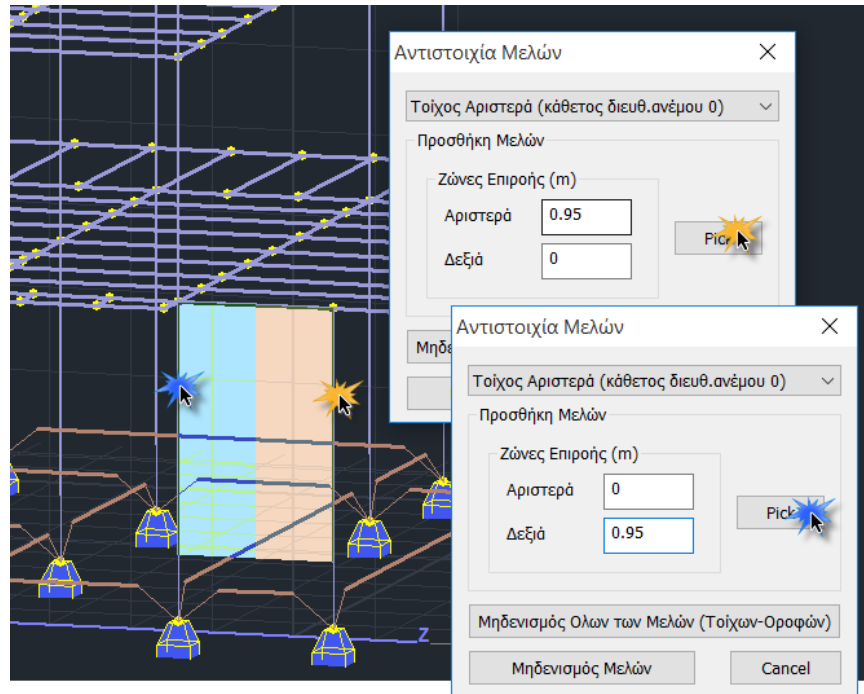 Αντιστοιχία Μελών
Τοίχος Αριστερά (κάθετος διευθ.ανέμου 0)
Προσθήκη Μελών
Ζώνες Επιροής (m)
Αριστερά 0.95
Δεξιά 0
Pick
Αντιστοιχία Μελών
Τοίχος Αριστερά (κάθετος διευθ.ανέμου 0)
Προσθήκη Μελών
Ζώνες Επιροής (m)
Αριστερά 0
Δεξιά 0.95
Pick
Μηδενισμός Ολων των Μελών (Τοίχων-Οροφών)
Μηδενισμός Μελών Cancel
Z